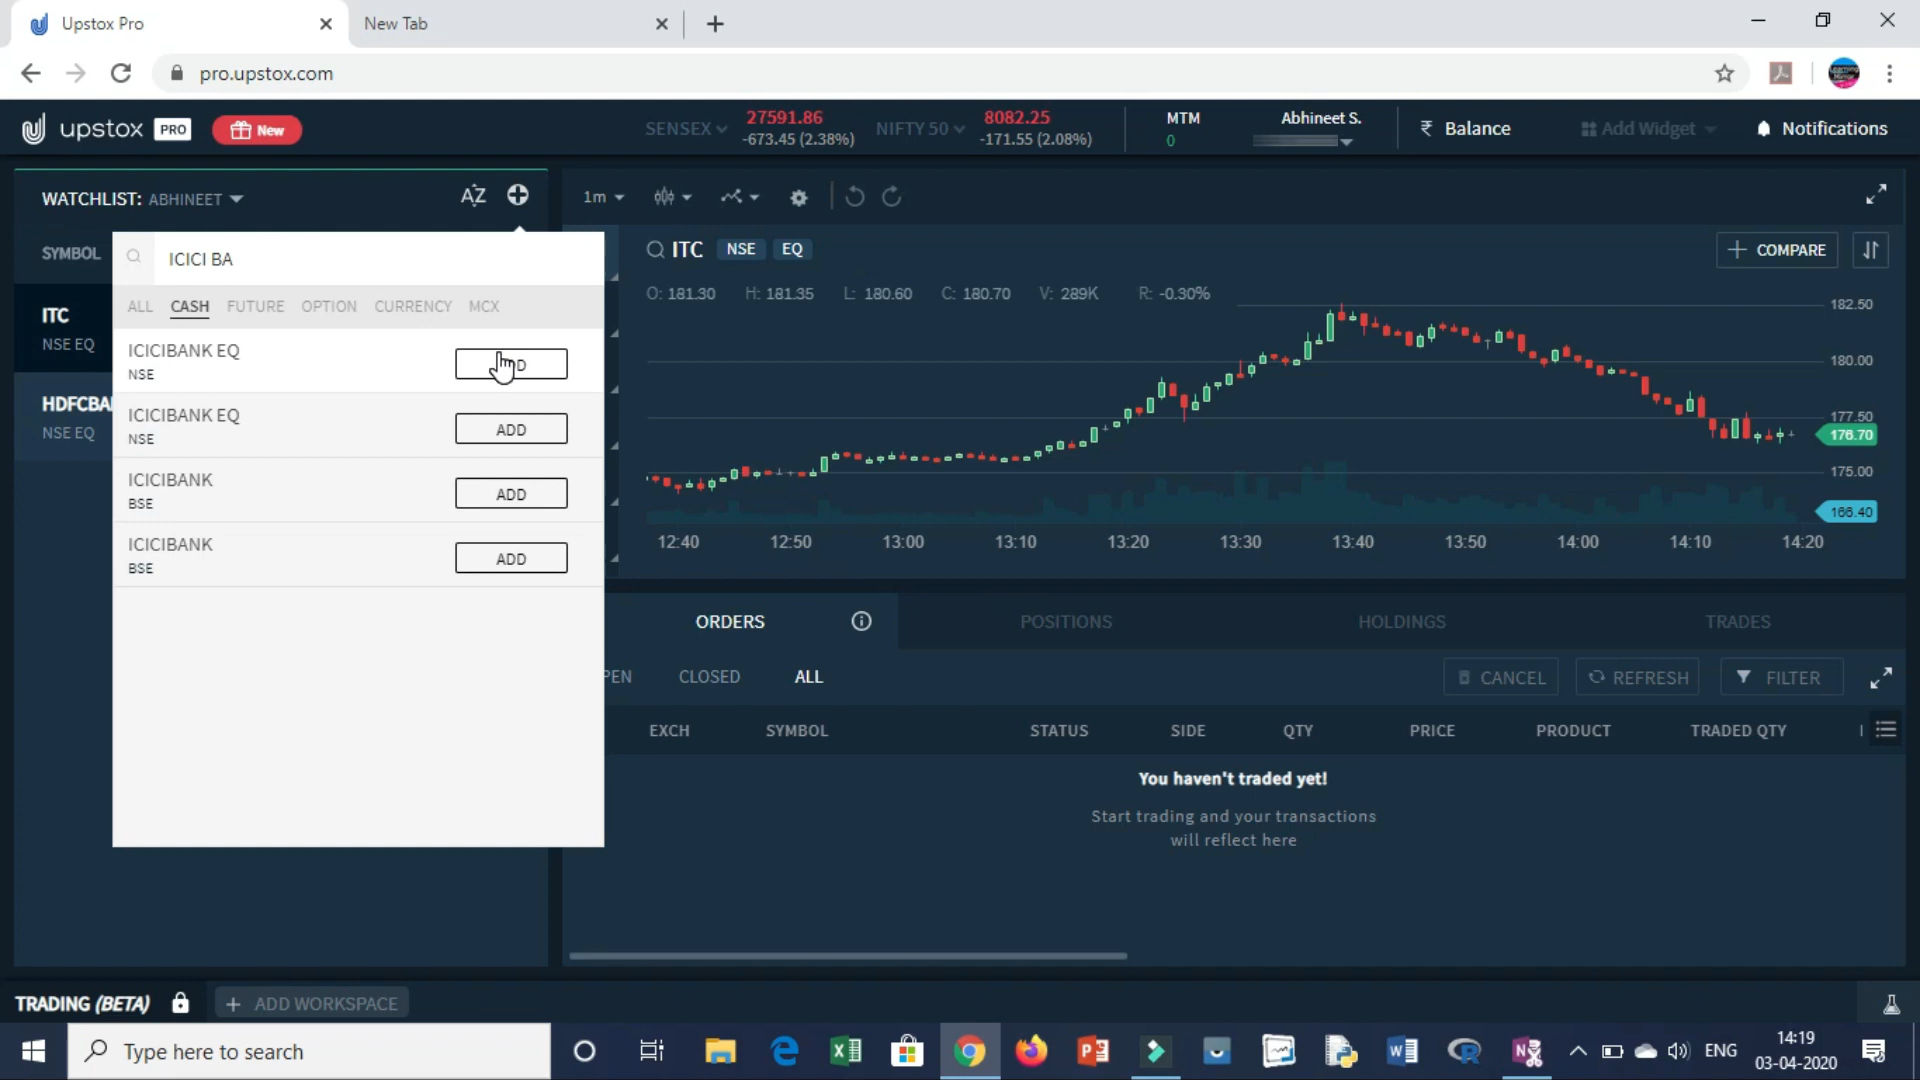 Upstox Pro
New Tab
pro.upstox.com
upstox PRO New
SENSEX 27591.86 -673.45 (2.38%)
NIFTY 50 8082.25 -171.55 (2.08%)
MTM 0
Abhineet S.
₹ Balance
Add Widget
Notifications
WATCHLIST: ABHINEET
AZ
SYMBOL
ITC
NSE EQ
HDFCBA
NSE EQ
ICICI BA
ALL CASH FUTURE OPTION CURRENCY MCX
ICICIBANK EQ
NSE
D
ICICIBANK EQ
NSE
ADD
ICICIBANK
BSE
ADD
ICICIBANK
BSE
ADD
1m
ITC NSE EQ
COMPARE
O: 181.30 H: 181.35 L: 180.60 C: 180.70 V: 289K R: -0.30%
182.50
180.00
177.50
176.70
175.00
166.40
12:40 12:50 13:00 13:10 13:20 13:30 13:40 13:50 14:00 14:10 14:20
ORDERS POSITIONS HOLDINGS TRADES
PEN CLOSED ALL
CANCEL REFRESH FILTER
EXCH SYMBOL STATUS SIDE QTY PRICE PRODUCT TRADED QTY
You haven't traded yet!
Start trading and your transactions
will reflect here
TRADING (BETA)
+ ADD WORKSPACE
Type here to search
ENG
14:19
03-04-2020